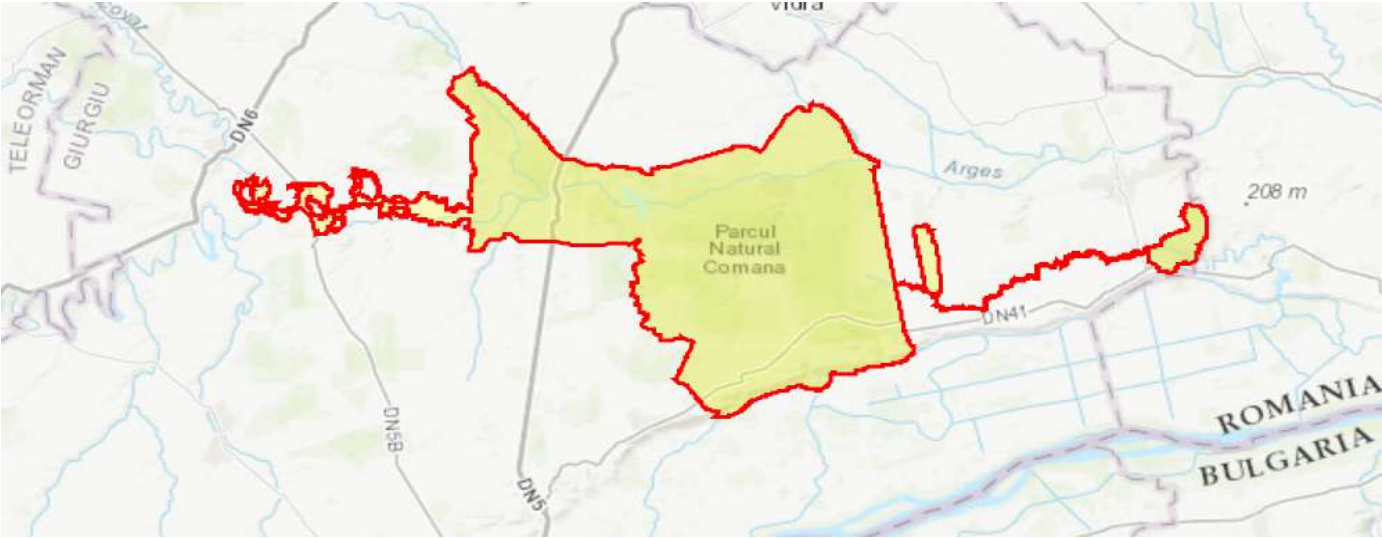 Vidra
TELEORMAN
GIURGIU
DN6
Arges
208 m
Parcul
Natural
Comana
DN41
DN5B
DN5
ROMANIA
BULGARIA